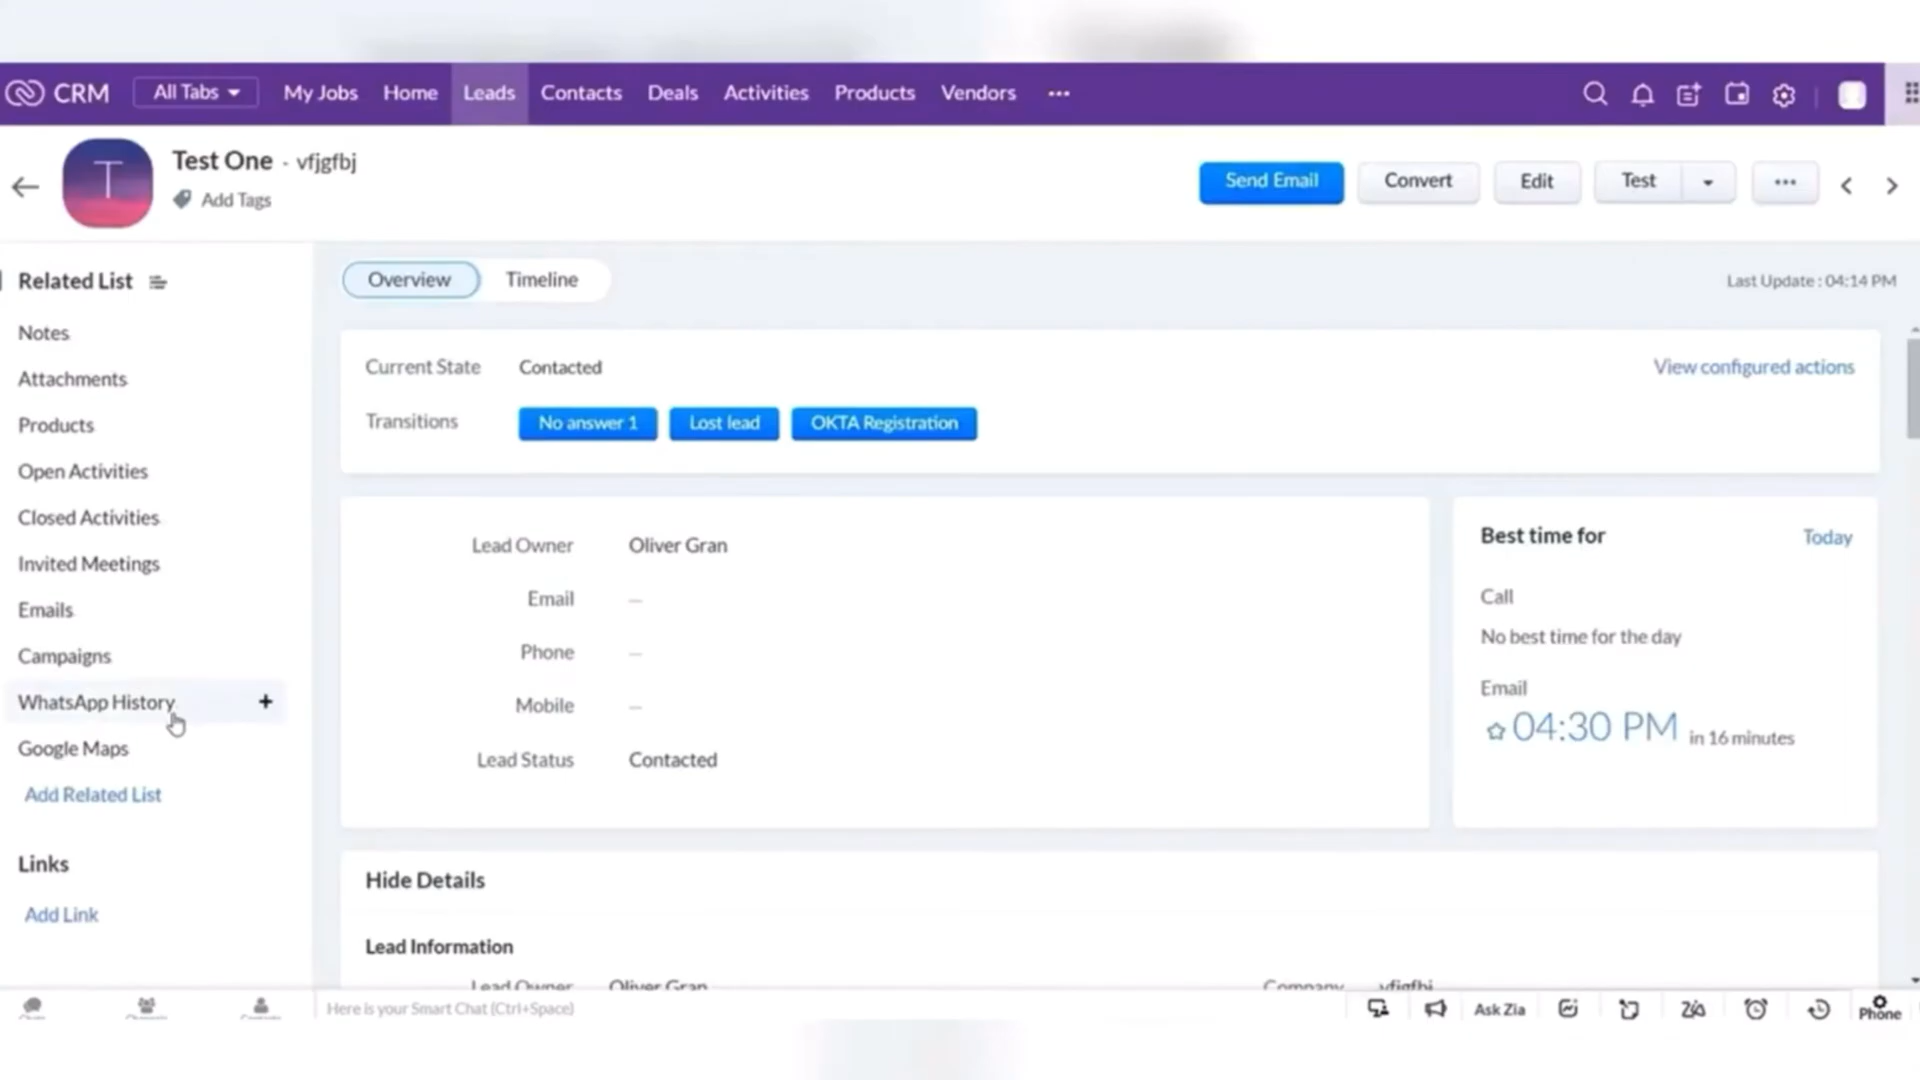 CRM All Tabs My Jobs Home Leads Contacts Deals Activities Products Vendors ...
T
Test One - vfjgfbj
Add Tags
Send Email Convert Edit Test ...
Related List
Notes
Attachments
Products
Open Activities
Closed Activities
Invited Meetings
Emails
Campaigns
WhatsApp History +
Google Maps
Add Related List
Links
Add Link
Overview Timeline
Last Update : 04:14 PM
Current State Contacted
View configured actions
Transitions No answer 1 Lost lead OKTA Registration
Lead Owner Oliver Gran
Email —
Phone —
Mobile —
Lead Status Contacted
Best time for Today
Call
No best time for the day
Email
04:30 PM in 16 minutes
Hide Details
Lead Information
Lead Owner Oliver Gran
Company vfjgfbj
Here is your Smart Chat (Ctrl+Space)
Ask Zia
Phone